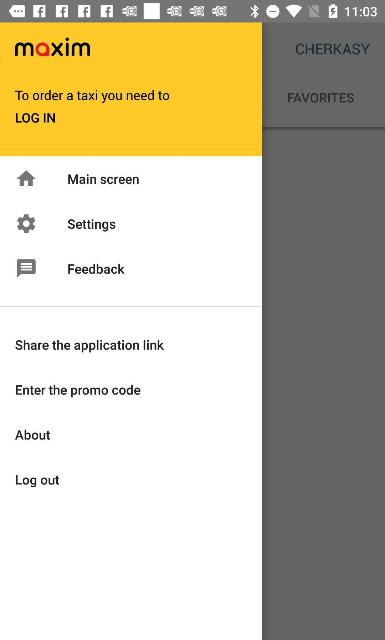 11:03
maxim
CHERKASY
To order a taxi you need to
LOG IN
FAVORITES
Main screen
Settings
Feedback
Share the application link
Enter the promo code
About
Log out